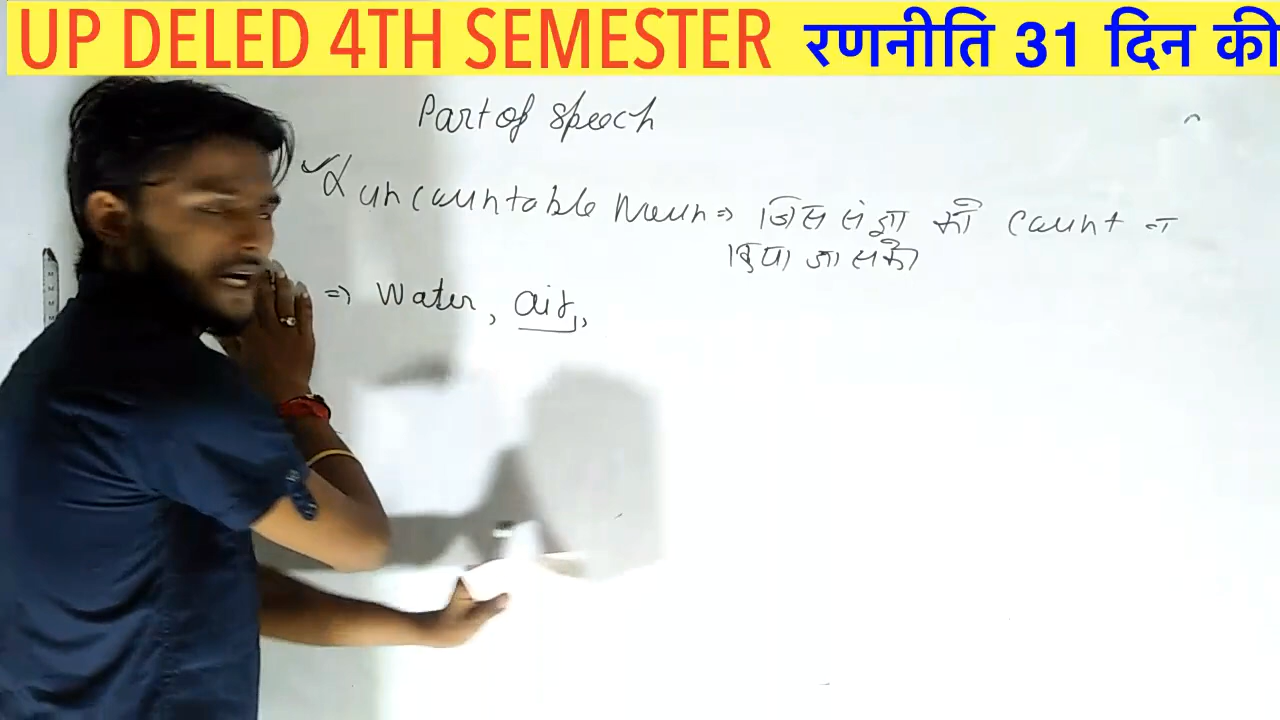 UP DELED 4TH SEMESTER रणनीति 31 दिन की
Part of speech
uncountable Noun ⇒ जिस संज्ञा को count न
किया जा सके
⇒ Water, air,